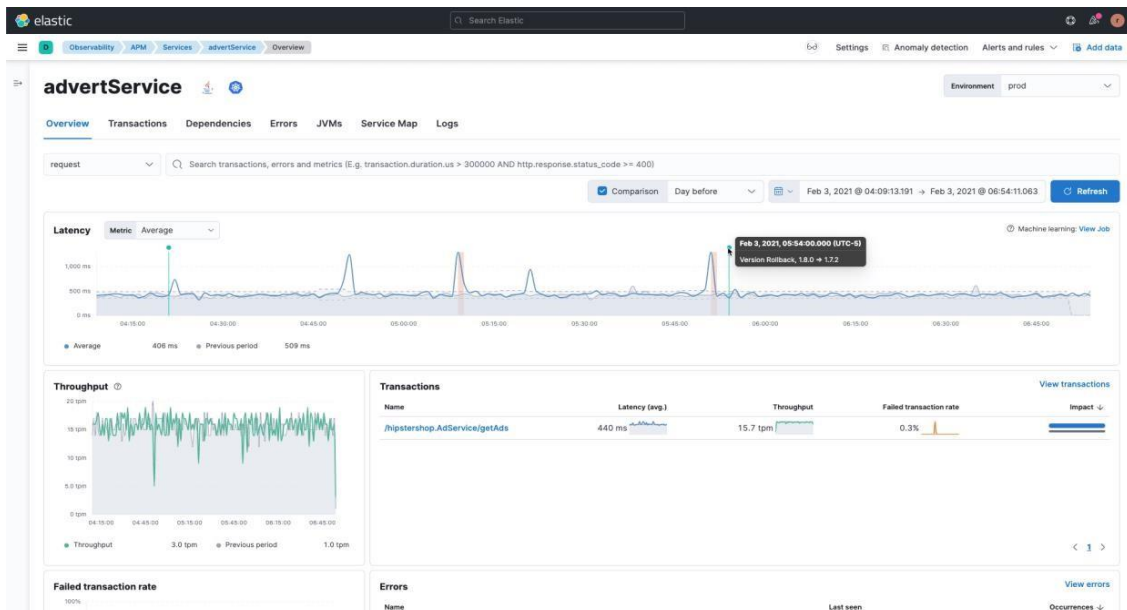 elastic
Search Elastic
D
Observability APM Services advertService Overview
Settings Anomaly detection Alerts and rules Add data
advertService
Environment prod
Overview Transactions Dependencies Errors JVMs Service Map Logs
request
Search transactions, errors and metrics (E.g. transaction.duration.us > 300000 AND http.response.status_code >= 400)
Comparison Day before Feb 3, 2021 @ 04:09:13.191 → Feb 3, 2021 @ 06:54:11.063 Refresh
Latency Metric Average
Machine learning: View Job
Feb 3, 2021, 05:54:00.000 (UTC-5)
Version Rollback, 1.8.0 → 1.7.2
1,000 ms
500 ms
0 ms
04:15:00 04:30:00 04:45:00 05:00:00 05:15:00 05:30:00 05:45:00 06:00:00 06:15:00 06:30:00 06:45:00
Average 406 ms Previous period 509 ms
Throughput
20 tpm
15 tpm
10 tpm
5.0 tpm
0 tpm
04:15:00 04:45:00 05:15:00 05:45:00 06:15:00 06:45:00
Throughput 3.0 tpm Previous period 1.0 tpm
Transactions
View transactions
Name Latency (avg.) Throughput Failed transaction rate Impact ↓
/hipstershop.AdService/getAds 440 ms 15.7 tpm 0.3%
< 1 >
Failed transaction rate
100%
Errors
View errors
Name Last seen Occurrences ↓